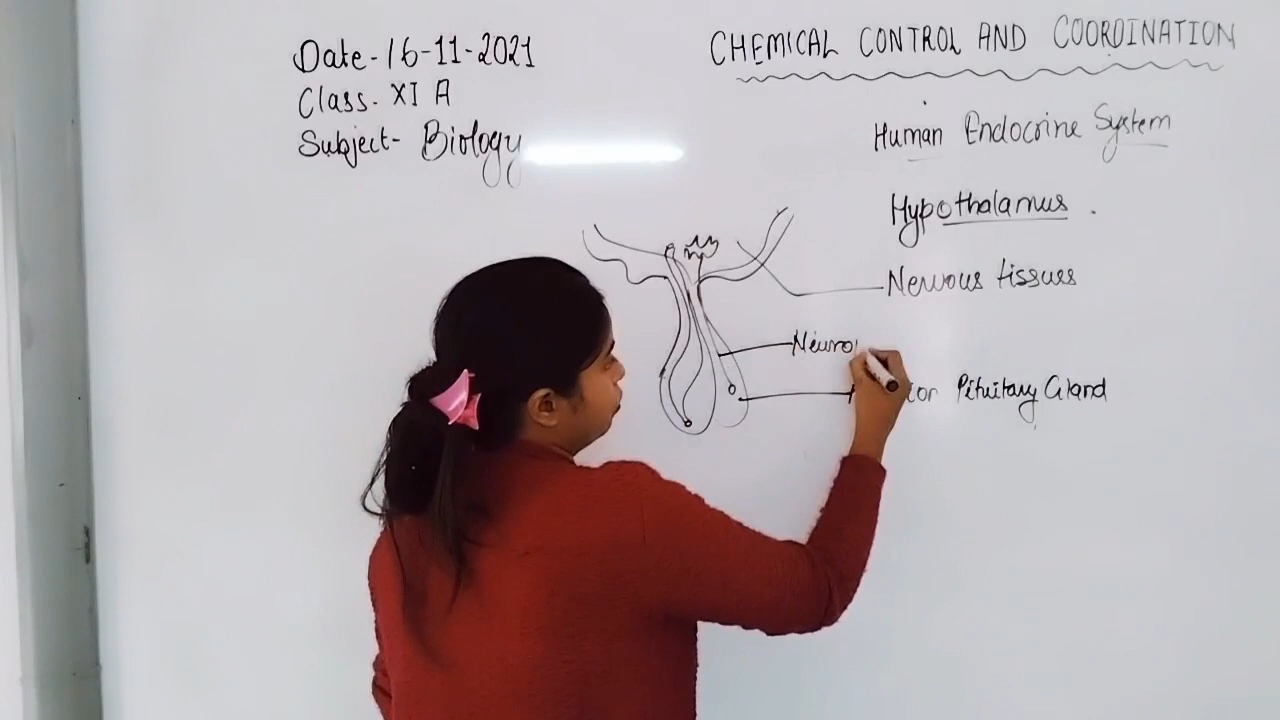 Date-16-11-2021
Class- XI A
Subject- Biology
CHEMICAL CONTROL AND COORDINATION
Human Endocrine System
Hypothalamus .
Nervous tissues
Neuro
Pituitary Gland